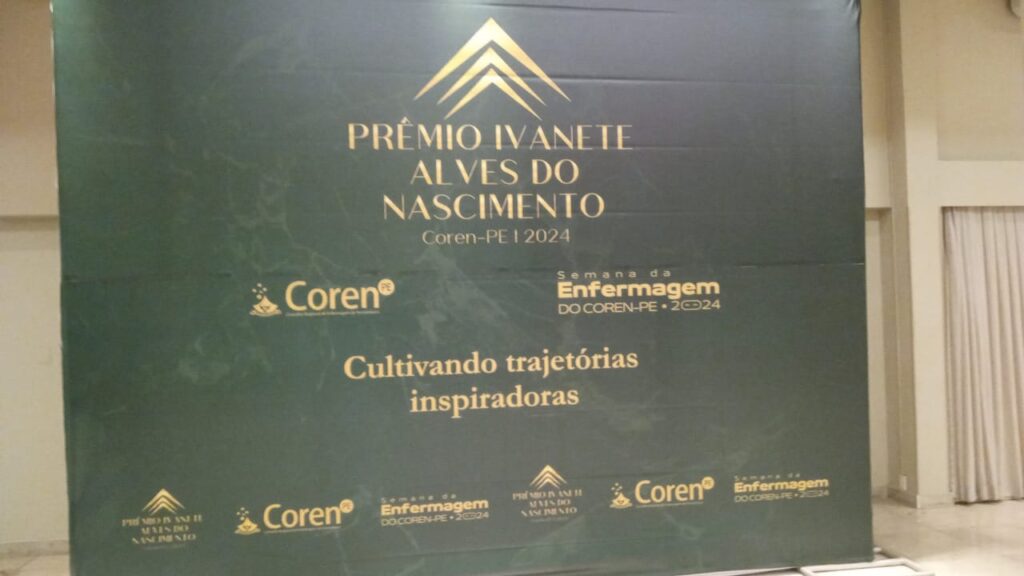 PRÊMIO IVANETE
ALVES DO
NASCIMENTO
Coren-PE | 2024
Coren PE
Semana da
Enfermagem
DO COREN-PE • 2024
Cultivando trajetórias
inspiradoras
PRÊMIO IVANETE
ALVES DO
NASCIMENTO
Coren PE
Semana da
Enfermagem
DO COREN-PE • 2024
PRÊMIO IVANETE
ALVES DO
NASCIMENTO
Coren PE
Semana da
Enfermagem
DO COREN-PE • 2024